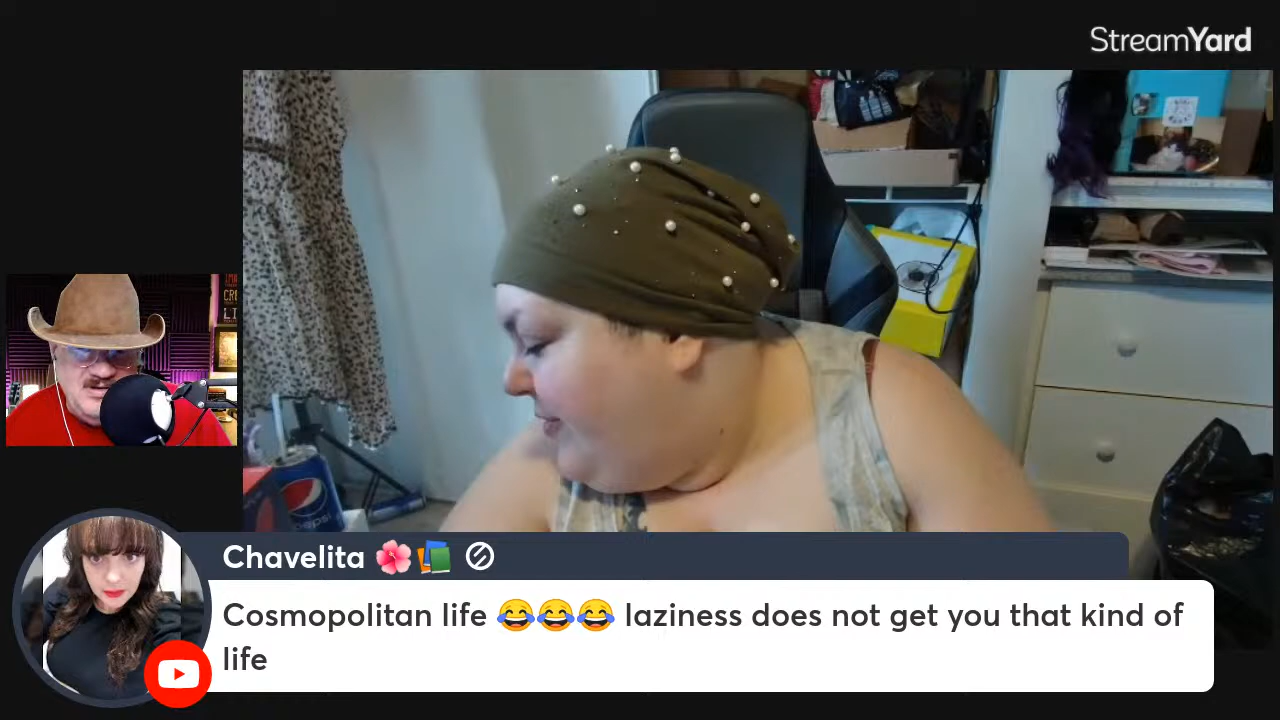 StreamYard
pepsi
Chavelita 🌺📚
Cosmopolitan life 😂😂😂 laziness does not get you that kind of
life